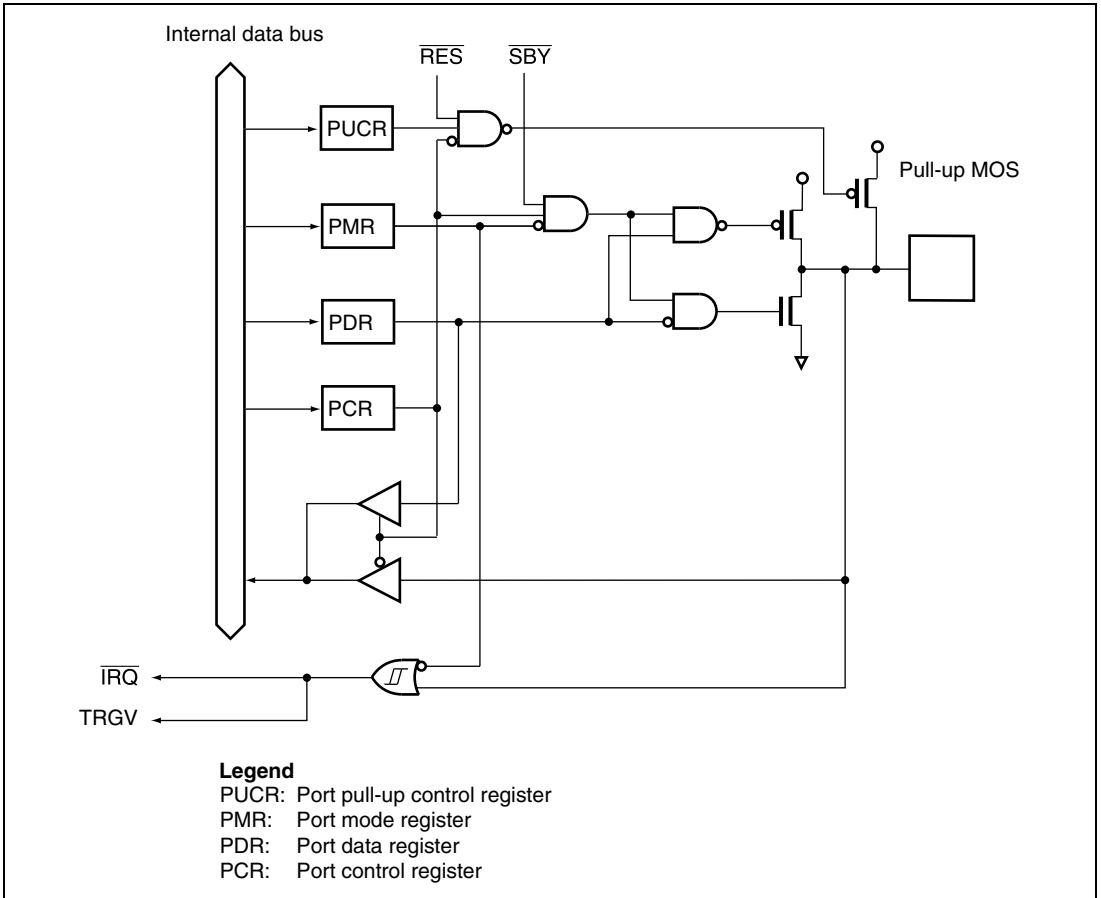 Internal data bus
RES
SBY
PUCR
Pull-up MOS
PMR
PDR
PCR
IRQ
TRGV
Legend
PUCR: Port pull-up control register
PMR: Port mode register
PDR: Port data register
PCR: Port control register